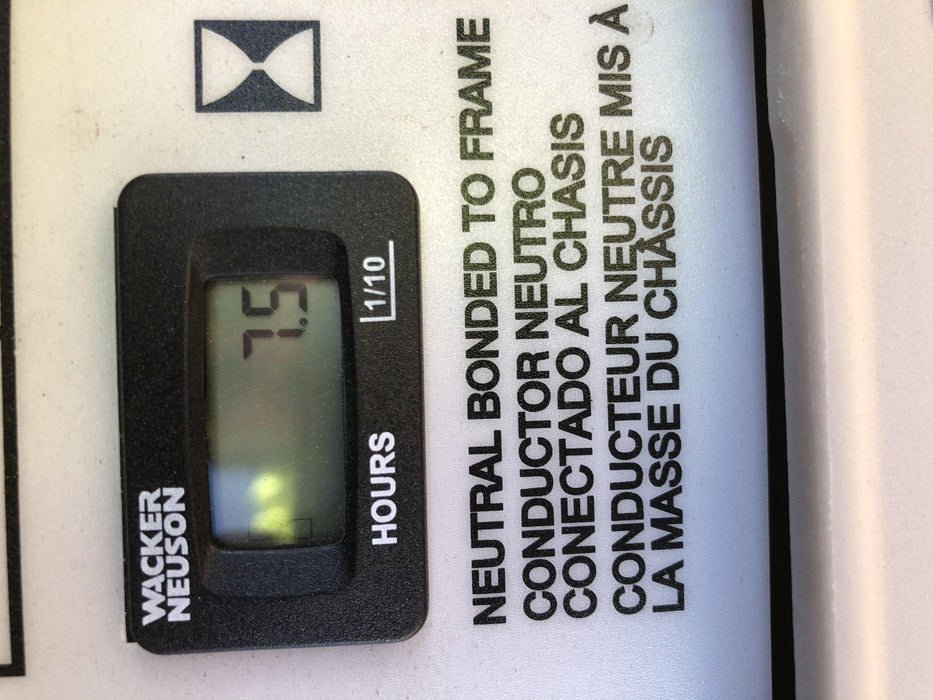 WACKER
NEUSON
7.5
HOURS
1/10
NEUTRAL BONDED TO FRAME
CONDUCTOR NEUTRO
CONECTADO AL CHASIS
CONDUCTEUR NEUTRE MIS À
LA MASSE DU CHÂSSIS